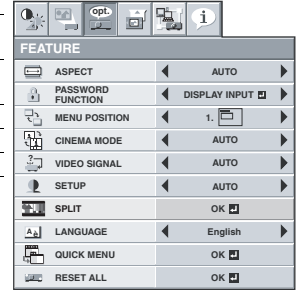 opt.
i
FEATURE
ASPECT AUTO
PASSWORD FUNCTION DISPLAY INPUT
MENU POSITION 1.
CINEMA MODE AUTO
VIDEO SIGNAL AUTO
SETUP AUTO
SPLIT OK
LANGUAGE English
QUICK MENU OK
RESET ALL OK